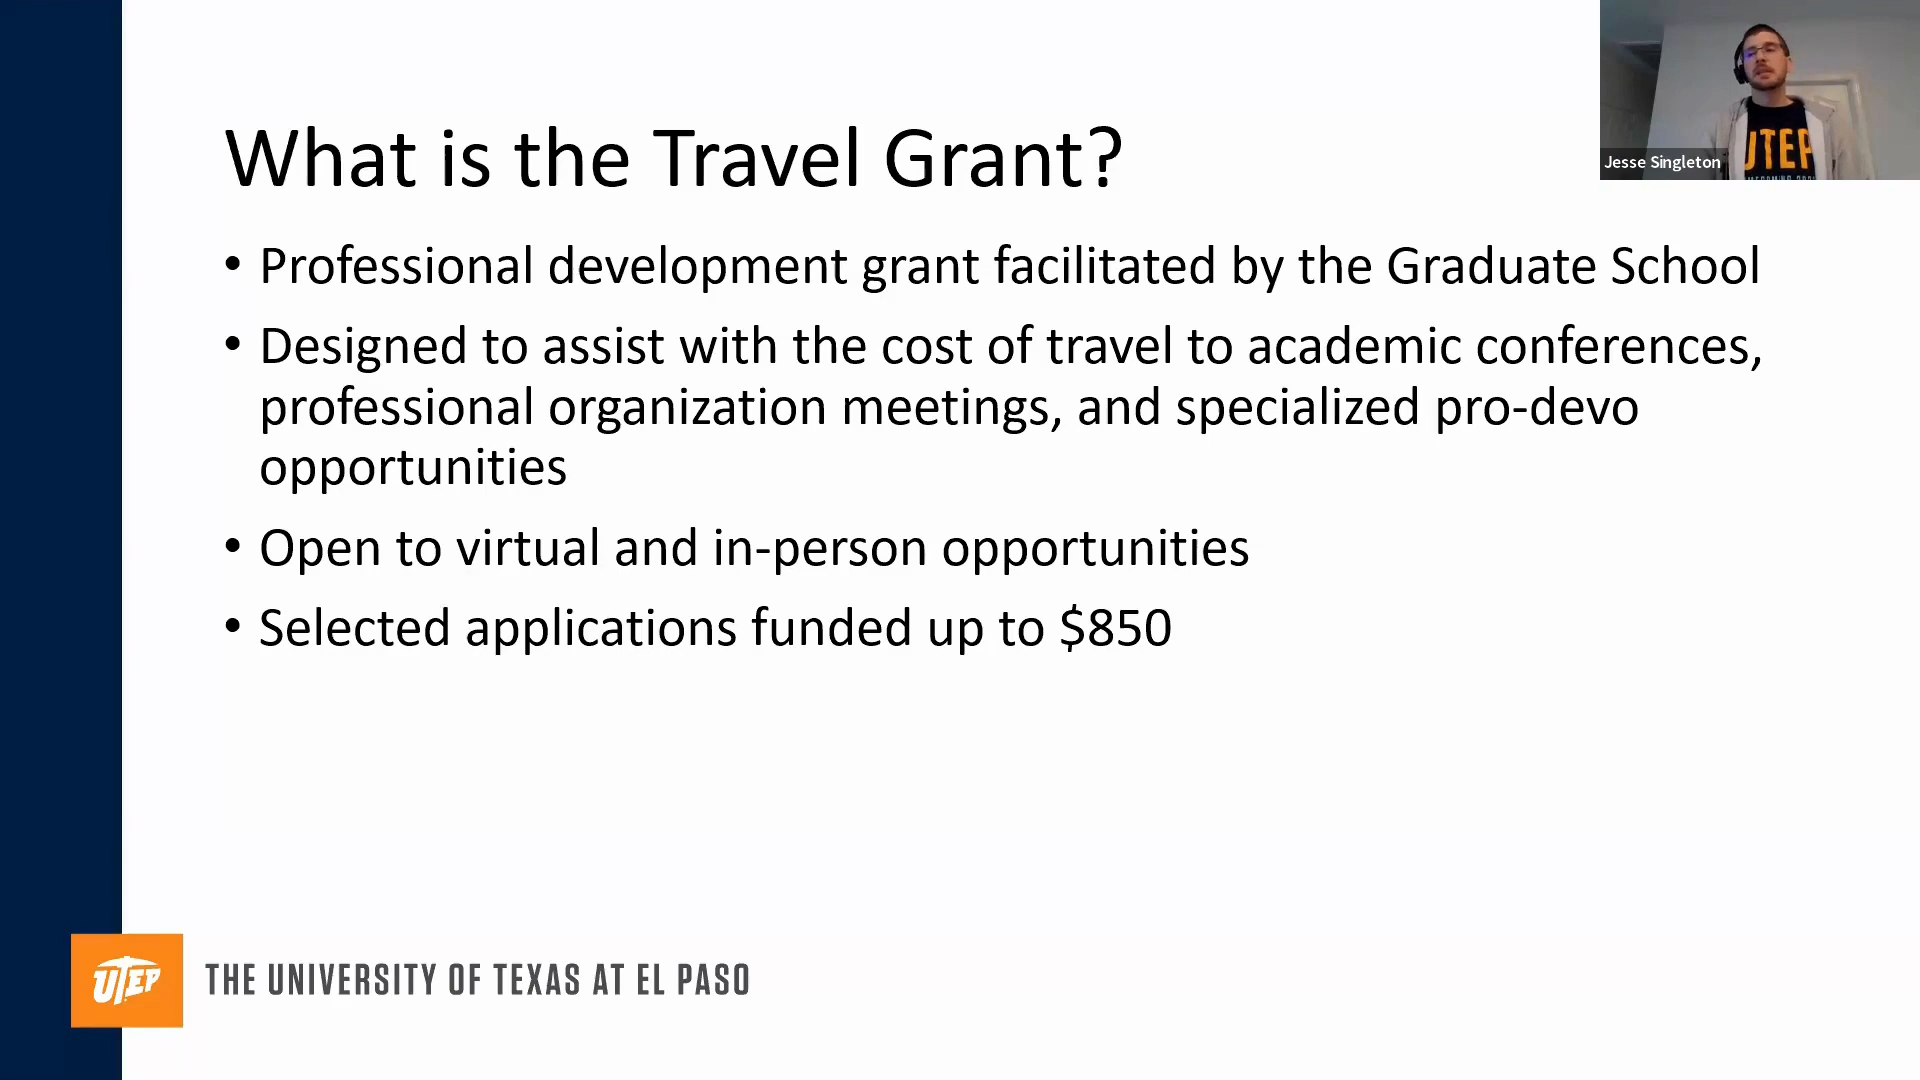 What is the Travel Grant?
• Professional development grant facilitated by the Graduate School
• Designed to assist with the cost of travel to academic conferences,
professional organization meetings, and specialized pro-devo
opportunities
• Open to virtual and in-person opportunities
• Selected applications funded up to $850
Jesse Singleton
UTEP
UTEP
THE UNIVERSITY OF TEXAS AT EL PASO